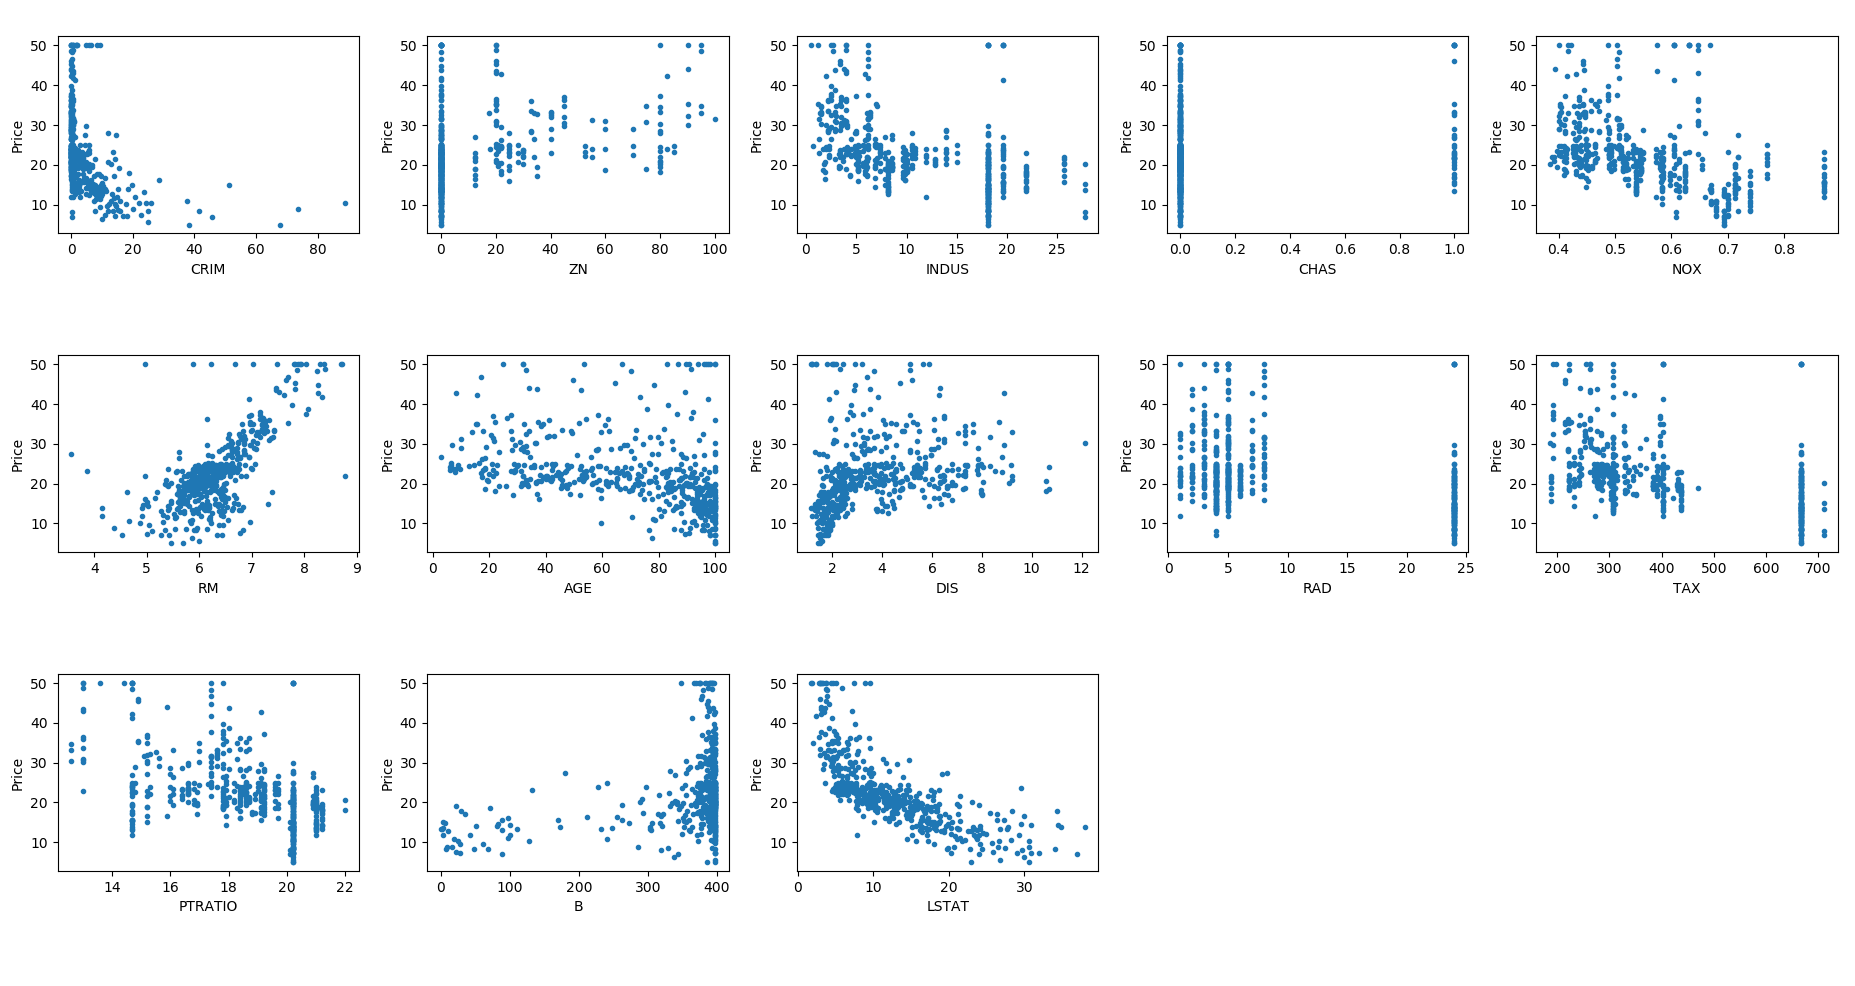 Price
50
40
30
20
10
0 20 40 60 80
CRIM
Price
50
40
30
20
10
0 20 40 60 80 100
ZN
Price
50
40
30
20
10
0 5 10 15 20 25
INDUS
Price
50
40
30
20
10
0.0 0.2 0.4 0.6 0.8 1.0
CHAS
Price
50
40
30
20
10
0.4 0.5 0.6 0.7 0.8
NOX
Price
50
40
30
20
10
4 5 6 7 8 9
RM
Price
50
40
30
20
10
0 20 40 60 80 100
AGE
Price
50
40
30
20
10
2 4 6 8 10 12
DIS
Price
50
40
30
20
10
0 5 10 15 20 25
RAD
Price
50
40
30
20
10
200 300 400 500 600 700
TAX
Price
50
40
30
20
10
14 16 18 20 22
PTRATIO
Price
50
40
30
20
10
0 100 200 300 400
B
Price
50
40
30
20
10
0 10 20 30
LSTAT